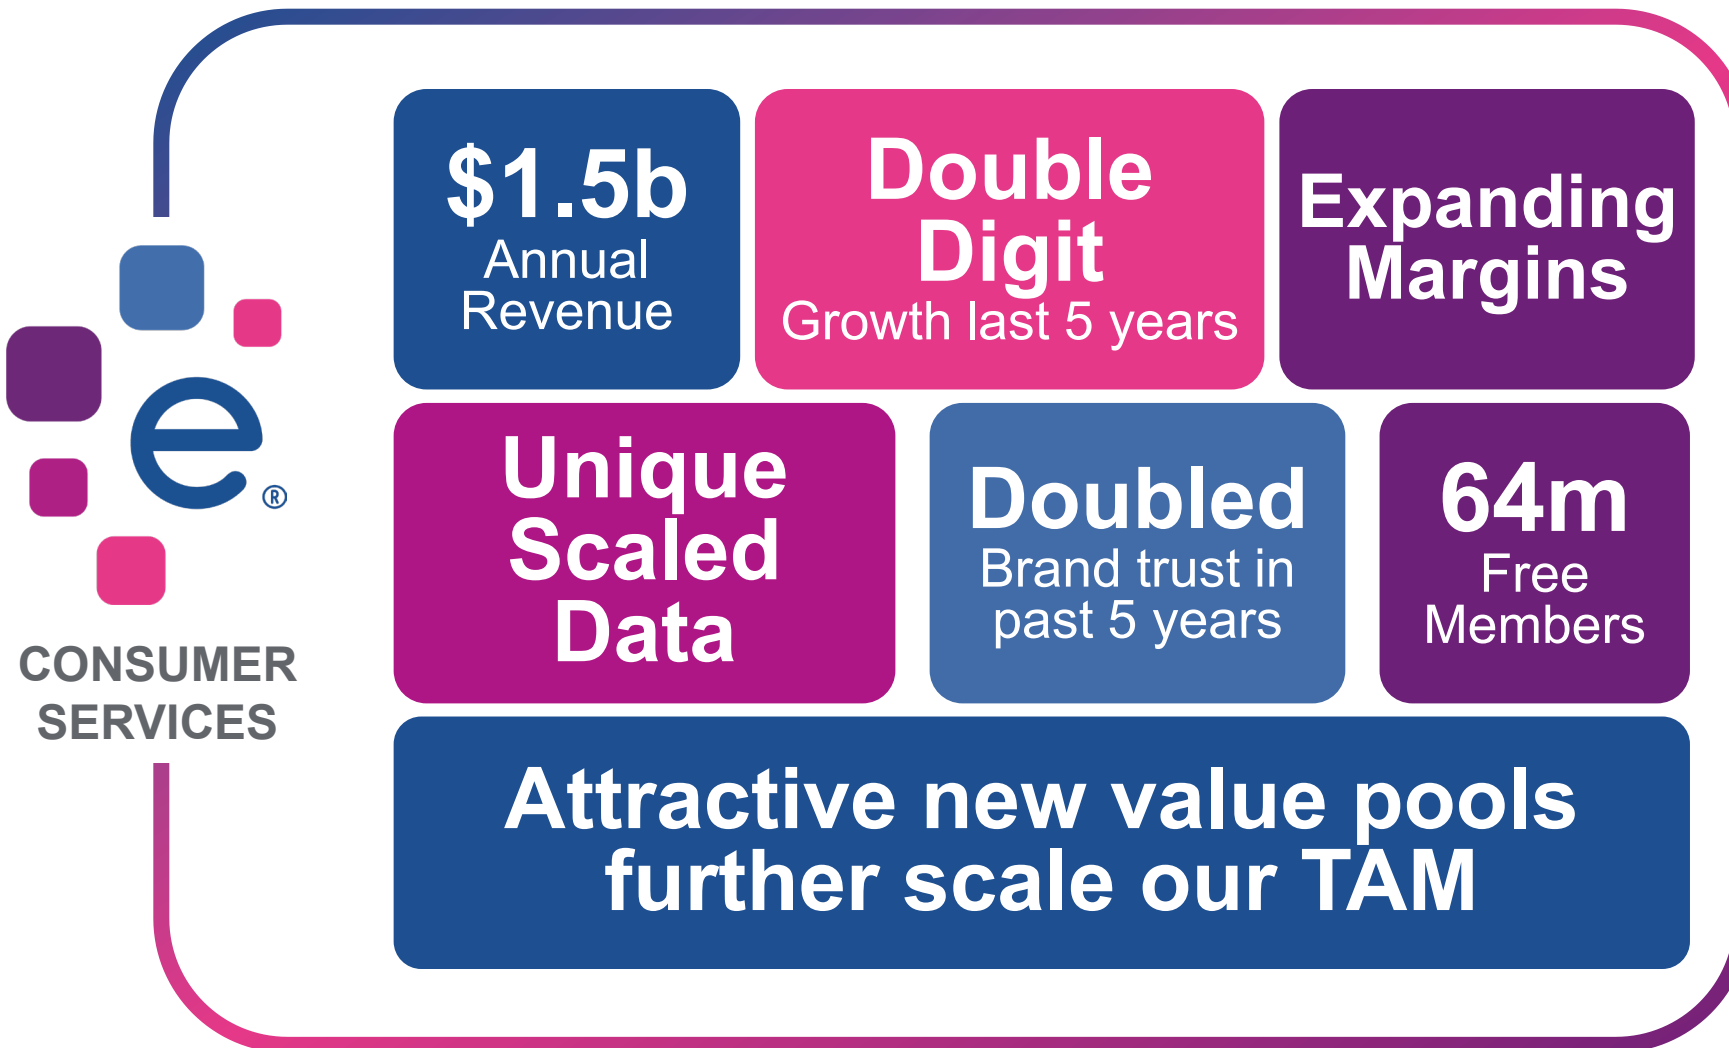 $1.5b
Annual
Revenue
Double
Digit
Growth last 5 years
Expanding
Margins
e®
CONSUMER
SERVICES
Unique
Scaled
Data
Doubled
Brand trust in
past 5 years
64m
Free
Members
Attractive new value pools
further scale our TAM